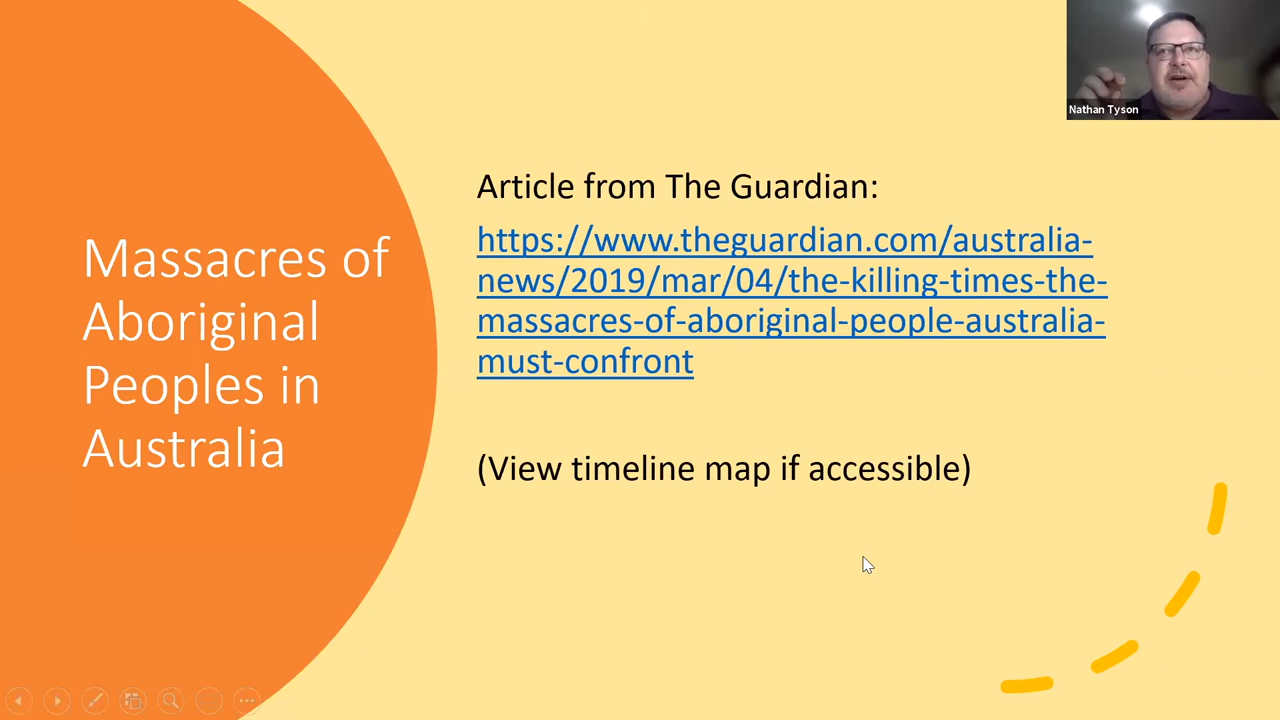 Massacres of
Aboriginal
Peoples in
Australia
Article from The Guardian:
https://www.theguardian.com/australia-
news/2019/mar/04/the-killing-times-the-
massacres-of-aboriginal-people-australia-
must-confront
(View timeline map if accessible)
Nathan Tyson